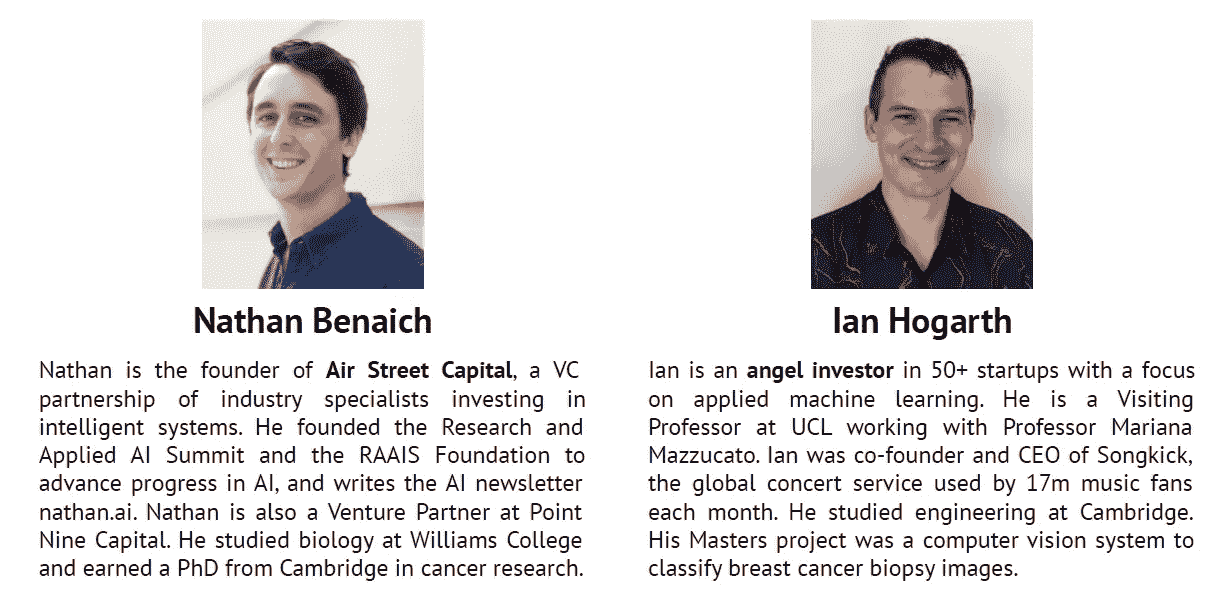 Nathan Benaich
Nathan is the founder of Air Street Capital, a VC
partnership of industry specialists investing in
intelligent systems. He founded the Research and
Applied AI Summit and the RAAIS Foundation to
advance progress in AI, and writes the AI newsletter
nathan.ai. Nathan is also a Venture Partner at Point
Nine Capital. He studied biology at Williams College
and earned a PhD from Cambridge in cancer research.
Ian Hogarth
Ian is an angel investor in 50+ startups with a focus
on applied machine learning. He is a Visiting
Professor at UCL working with Professor Mariana
Mazzucato. Ian was co-founder and CEO of Songkick,
the global concert service used by 17m music fans
each month. He studied engineering at Cambridge.
His Masters project was a computer vision system to
classify breast cancer biopsy images.